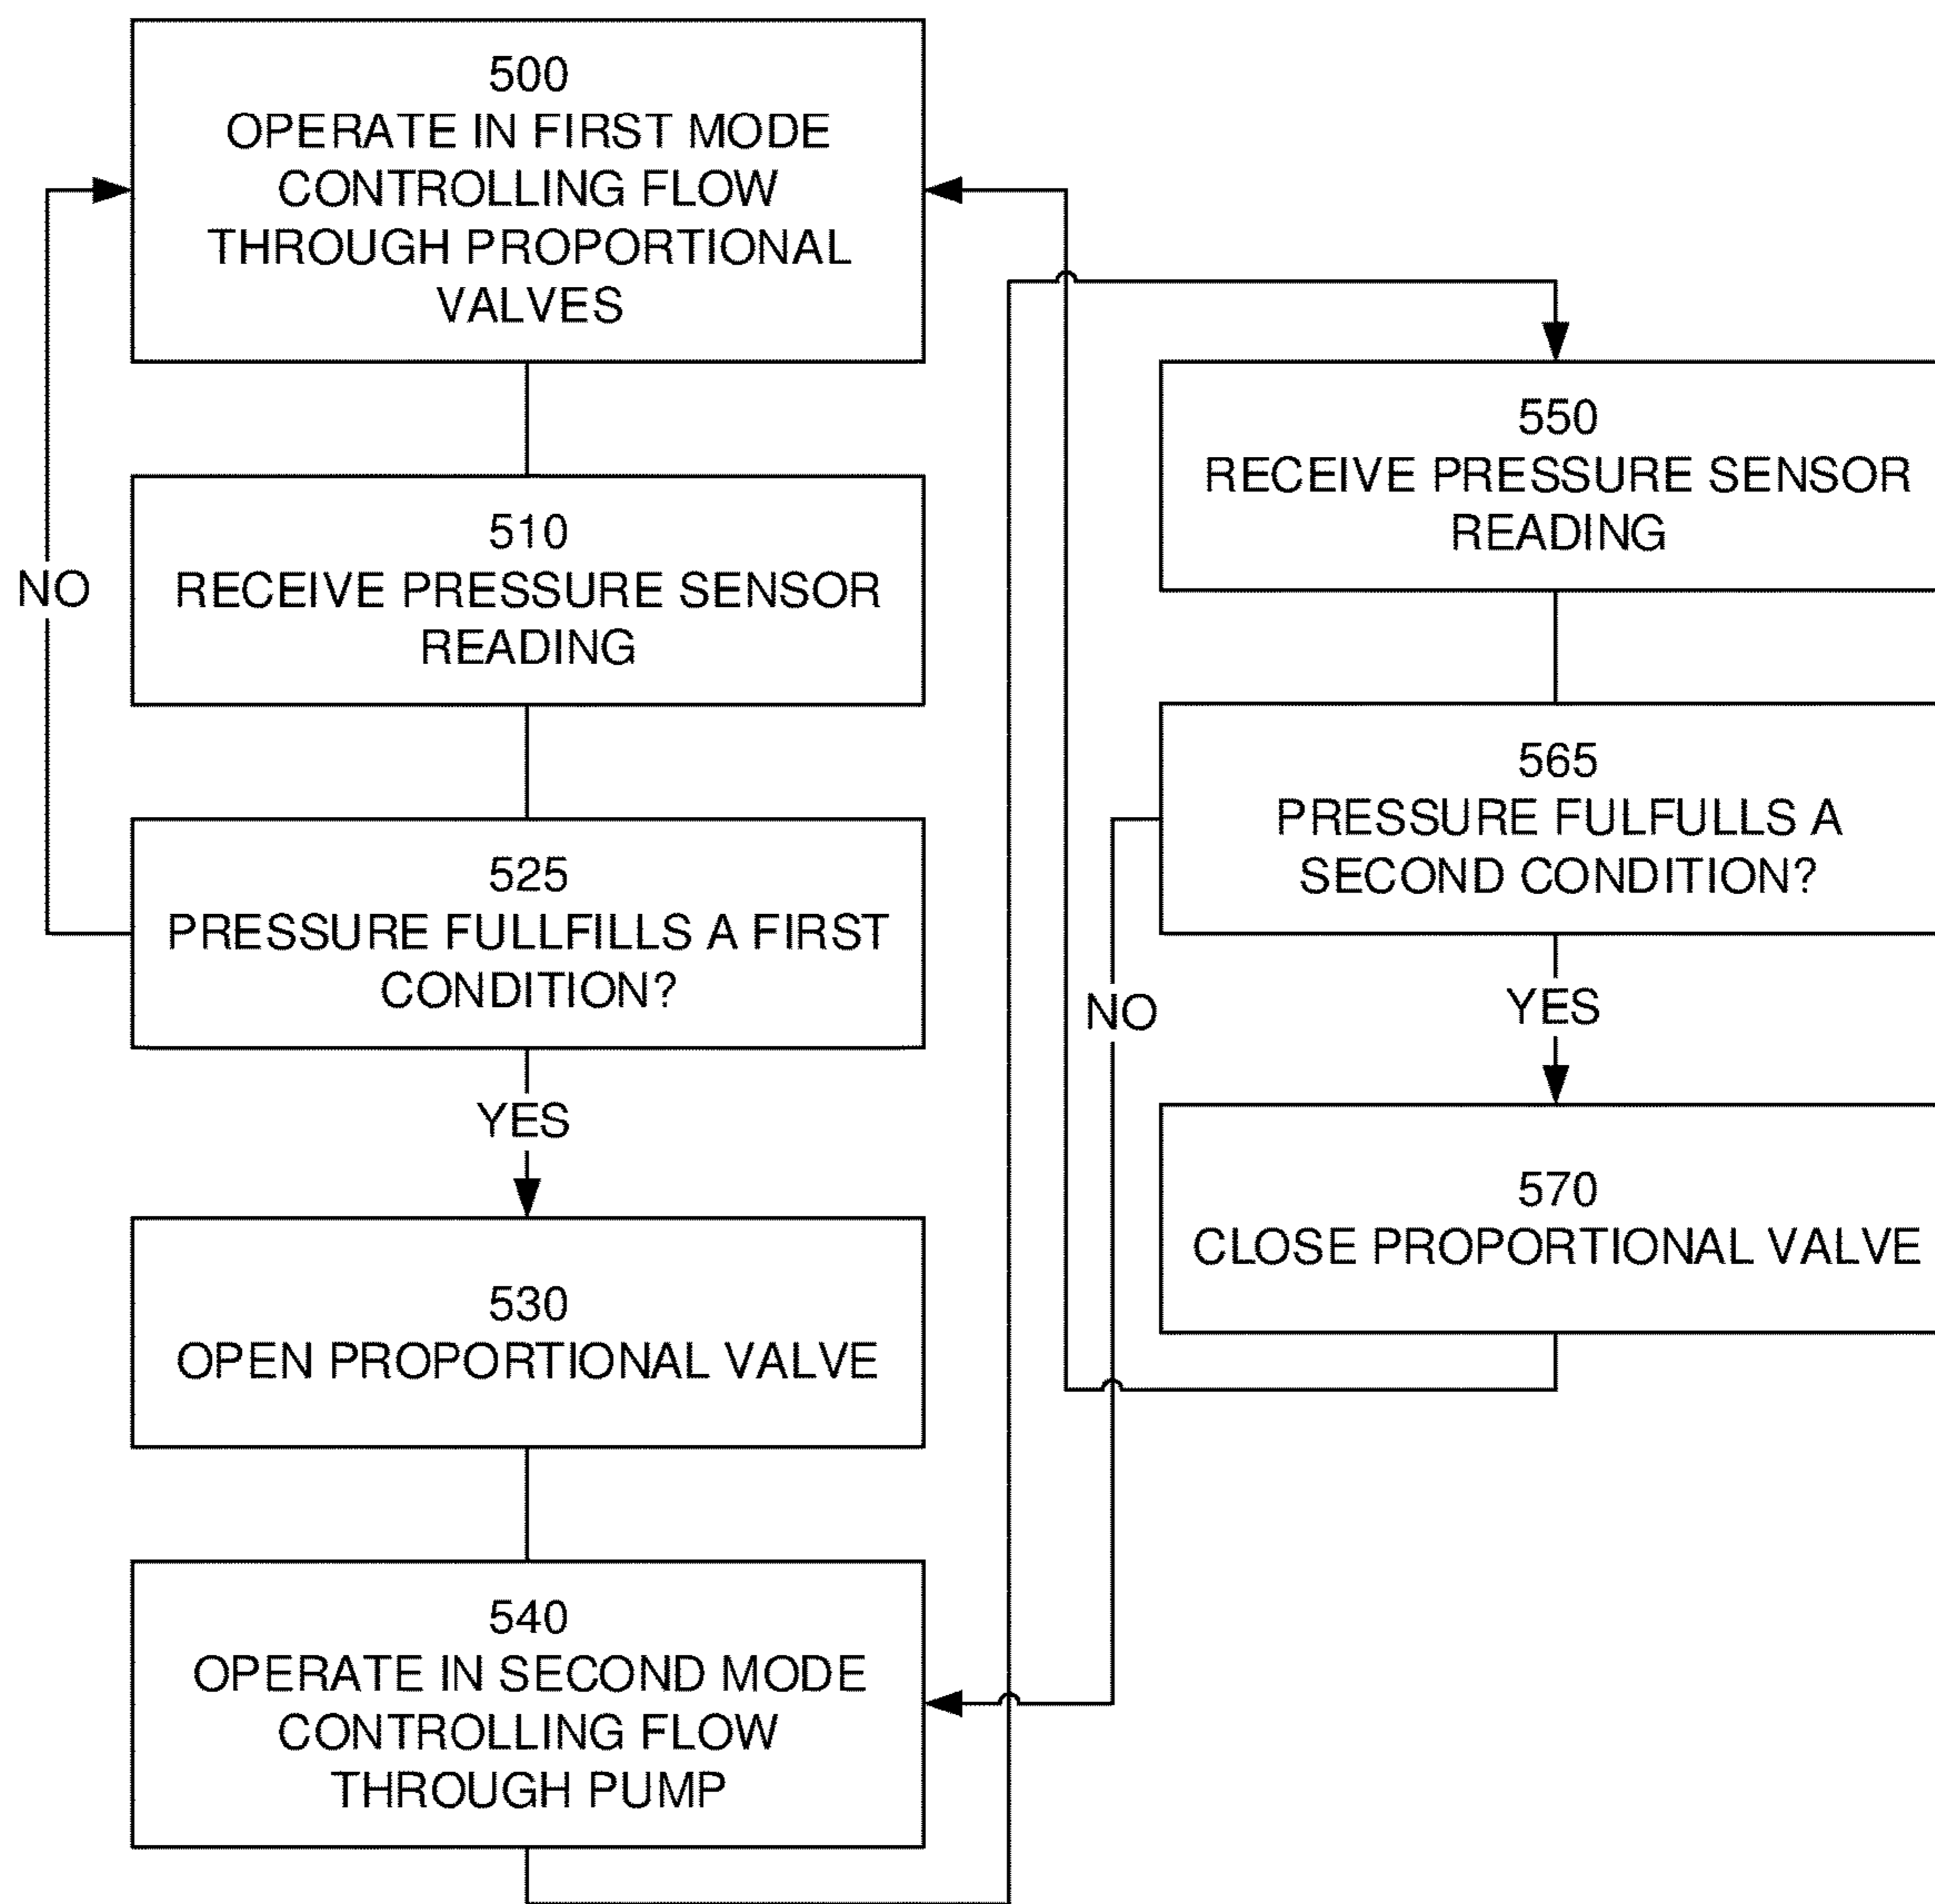 500
OPERATE IN FIRST MODE
CONTROLLING FLOW
THROUGH PROPORTIONAL
VALVES
NO
510
RECEIVE PRESSURE SENSOR
READING
525
PRESSURE FULLFILLS A FIRST
CONDITION?
YES
530
OPEN PROPORTIONAL VALVE
540
OPERATE IN SECOND MODE
CONTROLLING FLOW
THROUGH PUMP
550
RECEIVE PRESSURE SENSOR
READING
565
PRESSURE FULFULLS A
SECOND CONDITION?
NO
YES
570
CLOSE PROPORTIONAL VALVE